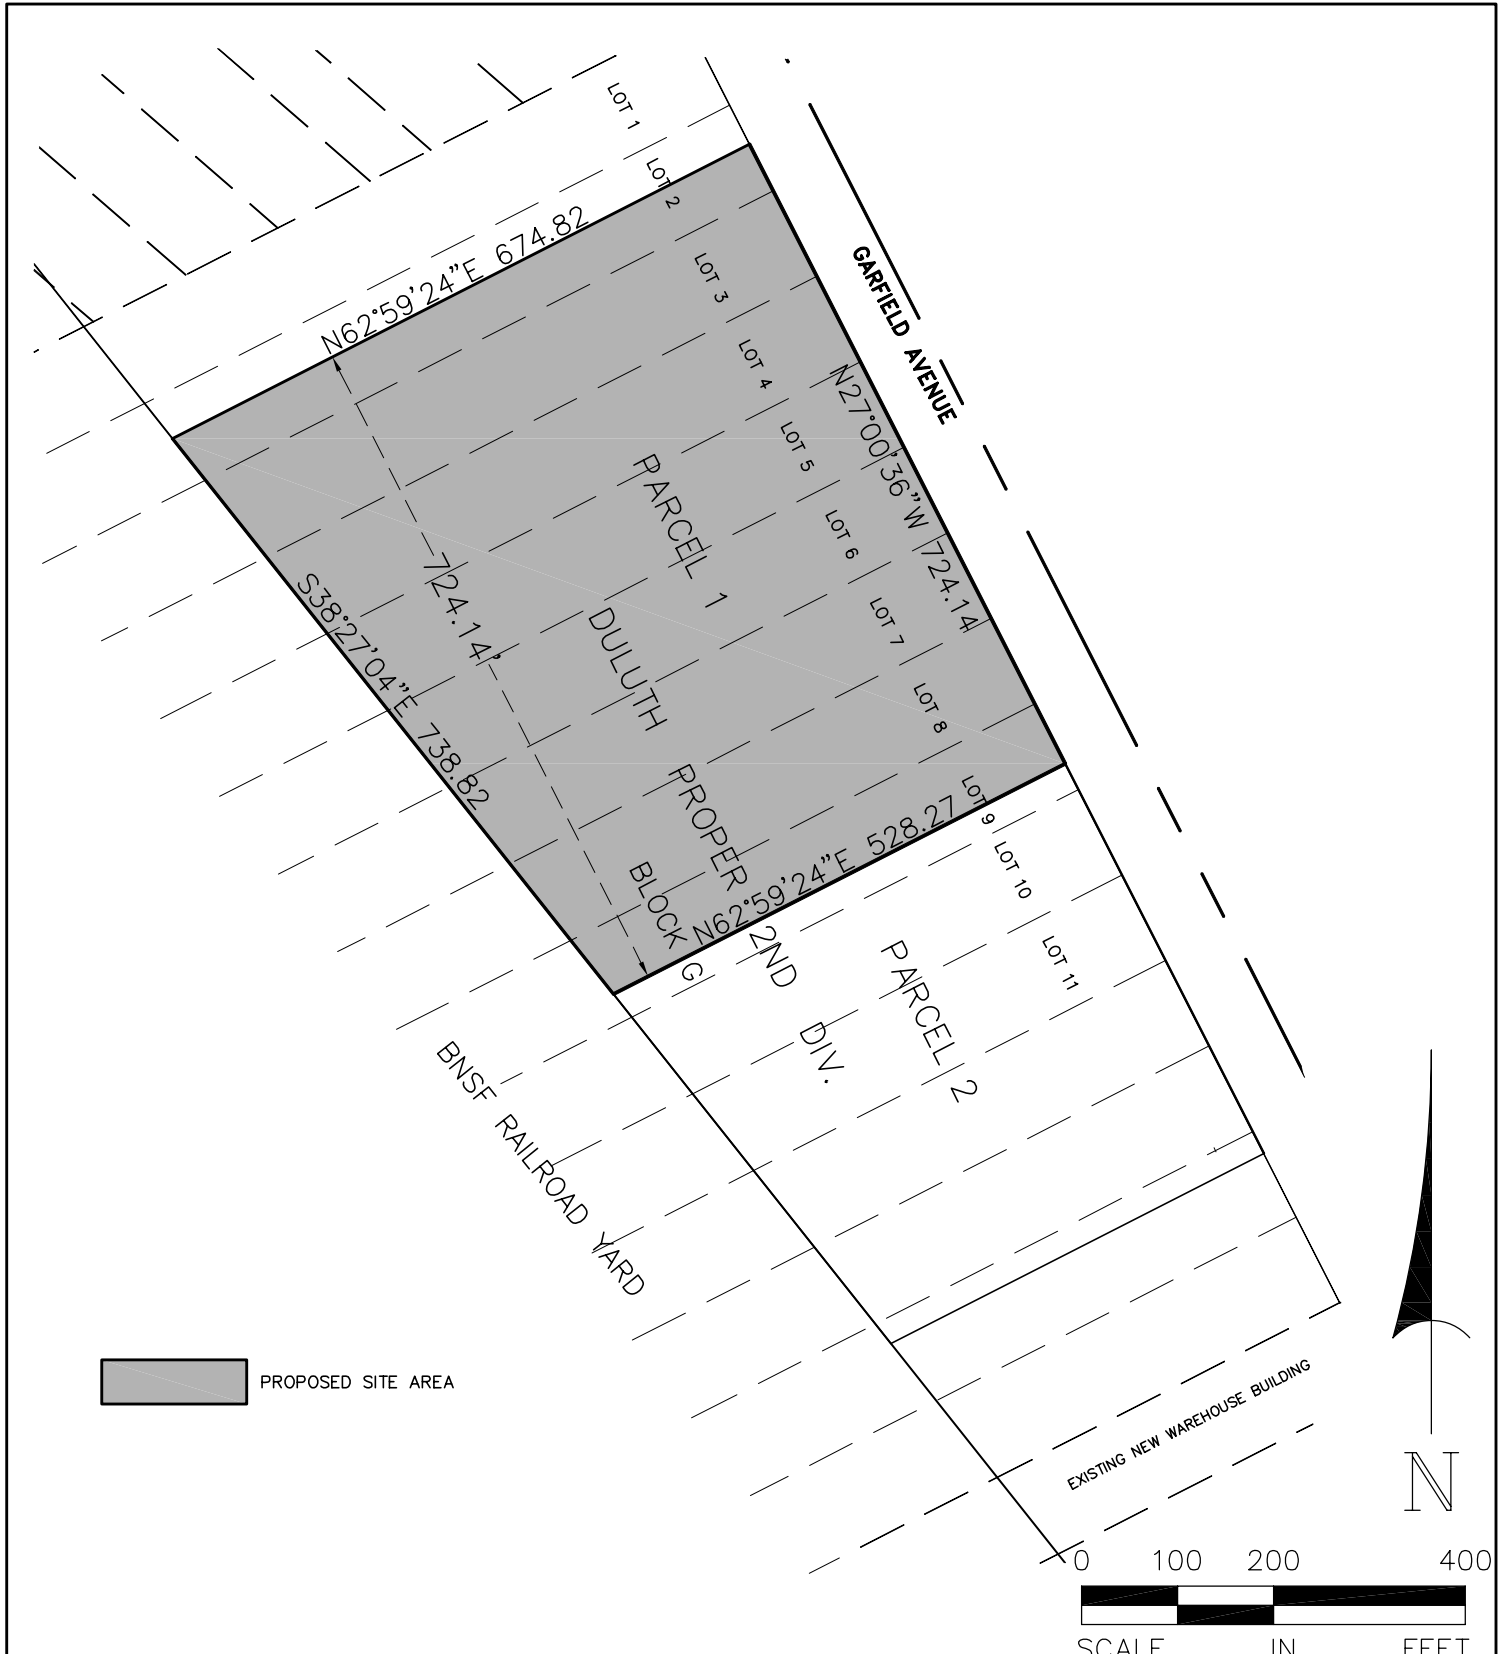 LOT 1
LOT 2
N62°59'24"E 674.82
LOT 3
GARFIELD AVENUE
LOT 4
N27°00'36"W 724.14
LOT 5
PARCEL 1
LOT 6
724.14'
S38°27'04"E 738.82
LOT 7
DULUTH PROPER 2ND DIV.
LOT 8
LOT 9
N62°59'24"E 528.27
BLOCK G
LOT 10
LOT 11
PARCEL 2
BNSF RAILROAD YARD
PROPOSED SITE AREA
EXISTING NEW WAREHOUSE BUILDING
N
0 100 200 400
SCALE IN FEET